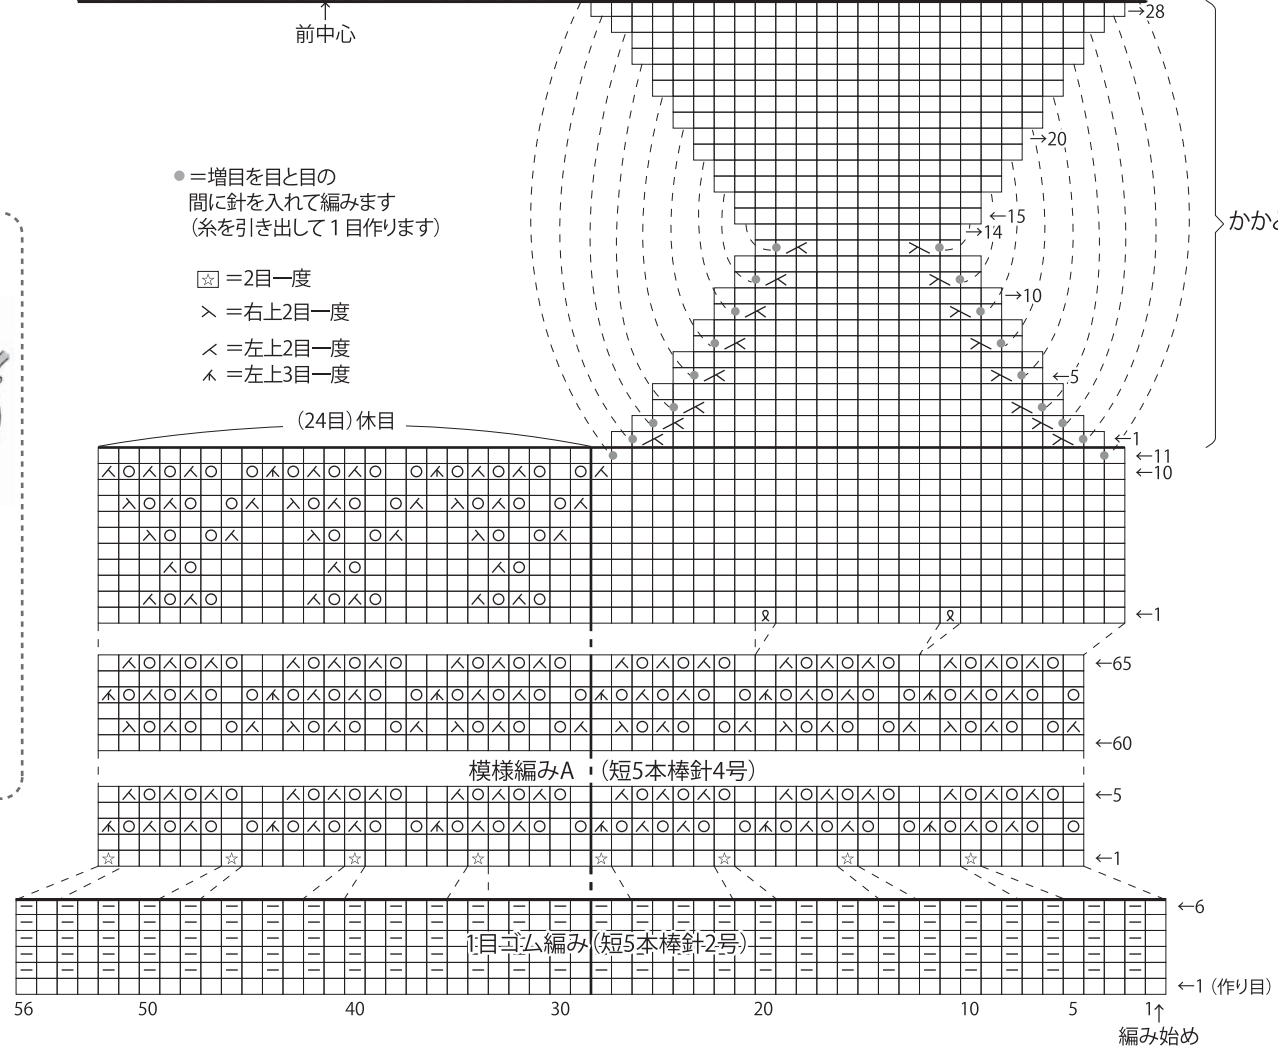 →28
前中心
→20
●=増目を目と目の
間に針を入れて編みます
(糸を引き出して1目作ります)
←15
→14
かかと
☆=2目一度
→10
入=右上2目一度
人=左上2目一度
=左上3目一度
←5
(24目)休目
←1
←11
←10
←1
←65
←60
模様編みA (短5本棒針4号)
←5
←1
←6
1目ゴム編み(短5本棒針2号)
←1(作り目)
56 50 40 30 20 10 5 1↑
編み始め